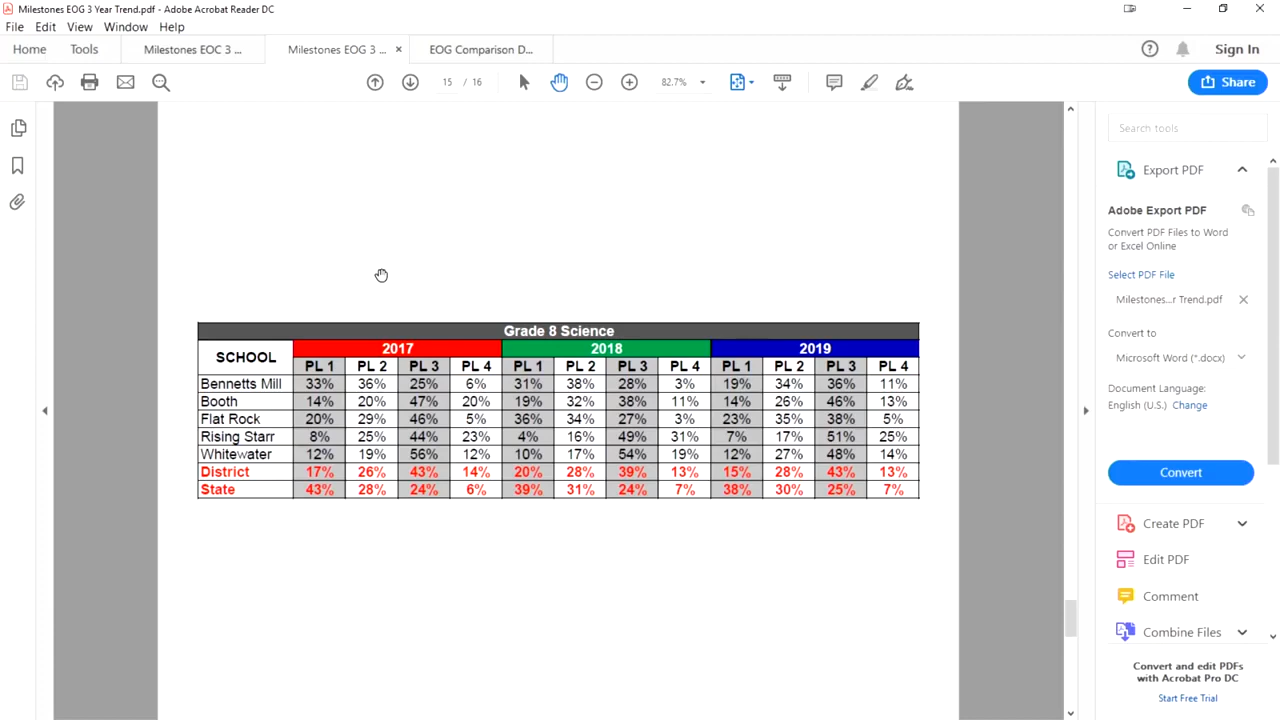 Milestones EOG 3 Year Trend.pdf - Adobe Acrobat Reader DC
File Edit View Window Help
Home Tools Milestones EOC 3 ... Milestones EOG 3 ... × EOG Comparison D... Sign In
15 / 16 82.7% Share
Search tools
Export PDF
Adobe Export PDF
Convert PDF Files to Word
or Excel Online
Select PDF File
Milestones...r Trend.pdf
Convert to
Microsoft Word (*.docx)
Document Language:
English (U.S.) Change
Convert
Create PDF
Edit PDF
Comment
Combine Files
Convert and edit PDFs
with Acrobat Pro DC
Start Free Trial
Grade 8 Science
SCHOOL 2017 2018 2019
PL 1 PL 2 PL 3 PL 4 PL 1 PL 2 PL 3 PL 4 PL 1 PL 2 PL 3 PL 4
Bennetts Mill 33% 36% 25% 6% 31% 38% 28% 3% 19% 34% 36% 11%
Booth 14% 20% 47% 20% 19% 32% 38% 11% 14% 26% 46% 13%
Flat Rock 20% 29% 46% 5% 36% 34% 27% 3% 23% 35% 38% 5%
Rising Starr 8% 25% 44% 23% 4% 16% 49% 31% 7% 17% 51% 25%
Whitewater 12% 19% 56% 12% 10% 17% 54% 19% 12% 27% 48% 14%
District 17% 26% 43% 14% 20% 28% 39% 13% 15% 28% 43% 13%
State 43% 28% 24% 6% 39% 31% 24% 7% 38% 30% 25% 7%